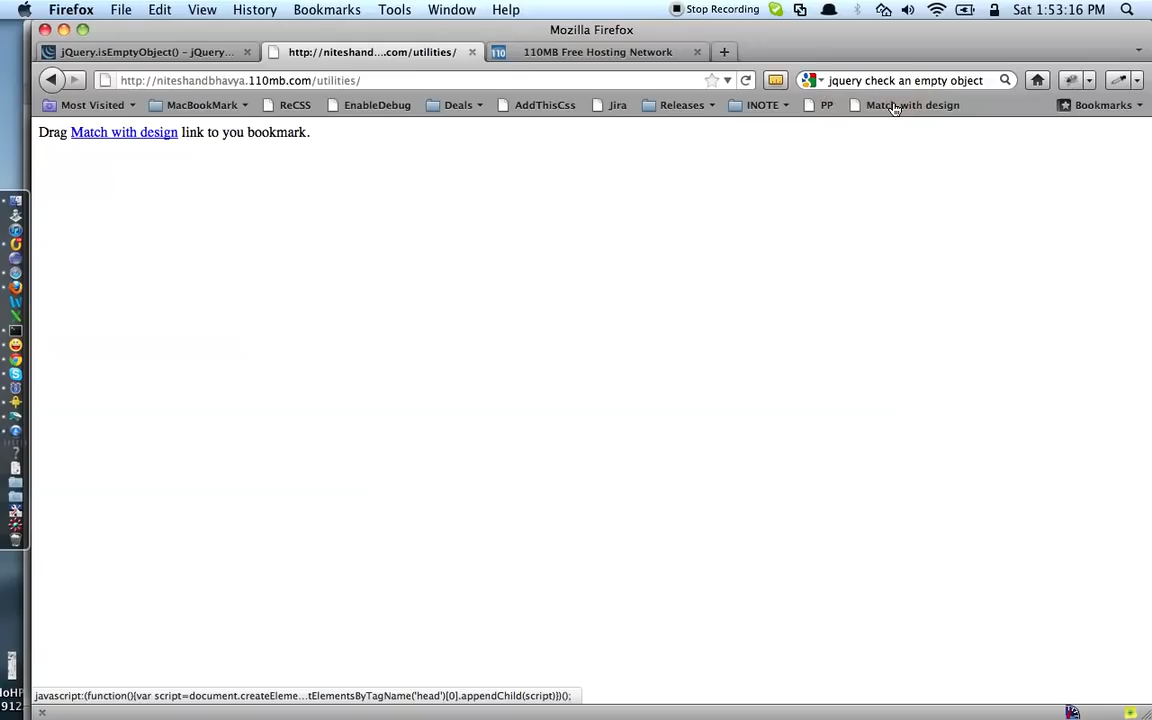 Firefox File Edit View History Bookmarks Tools Window Help Stop Recording Sat 1:53:16 PM
Mozilla Firefox
jQuery.isEmptyObject() – jQuery... http://niteshand....com/utilities/ 110 110MB Free Hosting Network
http://niteshandbhavya.110mb.com/utilities/ jquery check an empty object
Most Visited MacBookMark ReCSS EnableDebug Deals AddThisCss Jira Releases INOTE PP Match with design Bookmarks
Drag Match with design link to you bookmark.
javascript:(function(){var script=document.createEleme...tElementsByTagName('head')[0].appendChild(script)})();
912